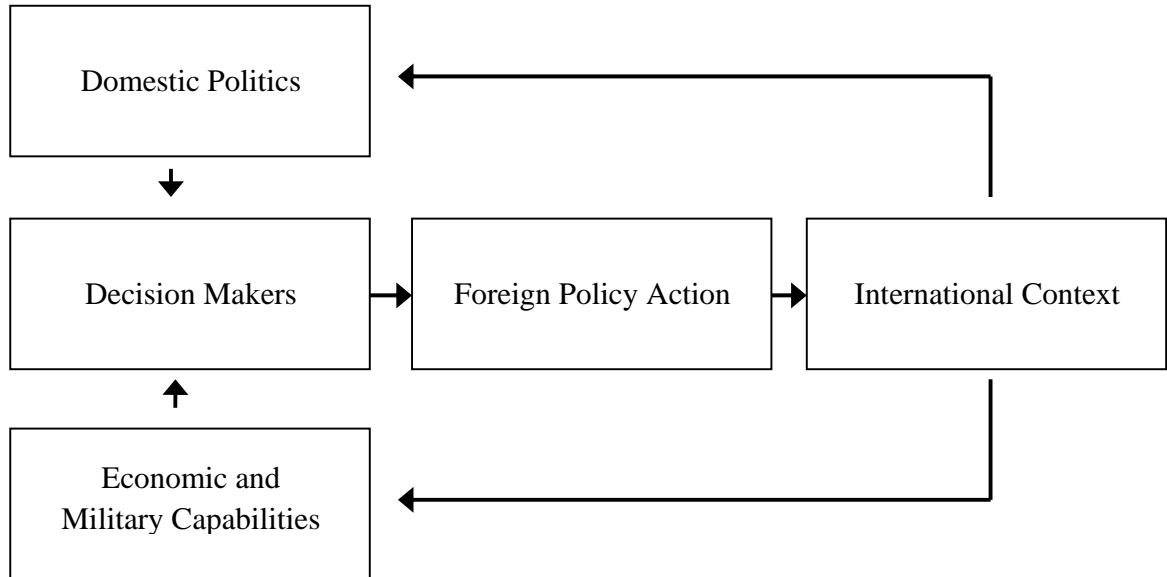 Domestic Politics
Decision Makers
Foreign Policy Action
International Context
Economic and
Military Capabilities